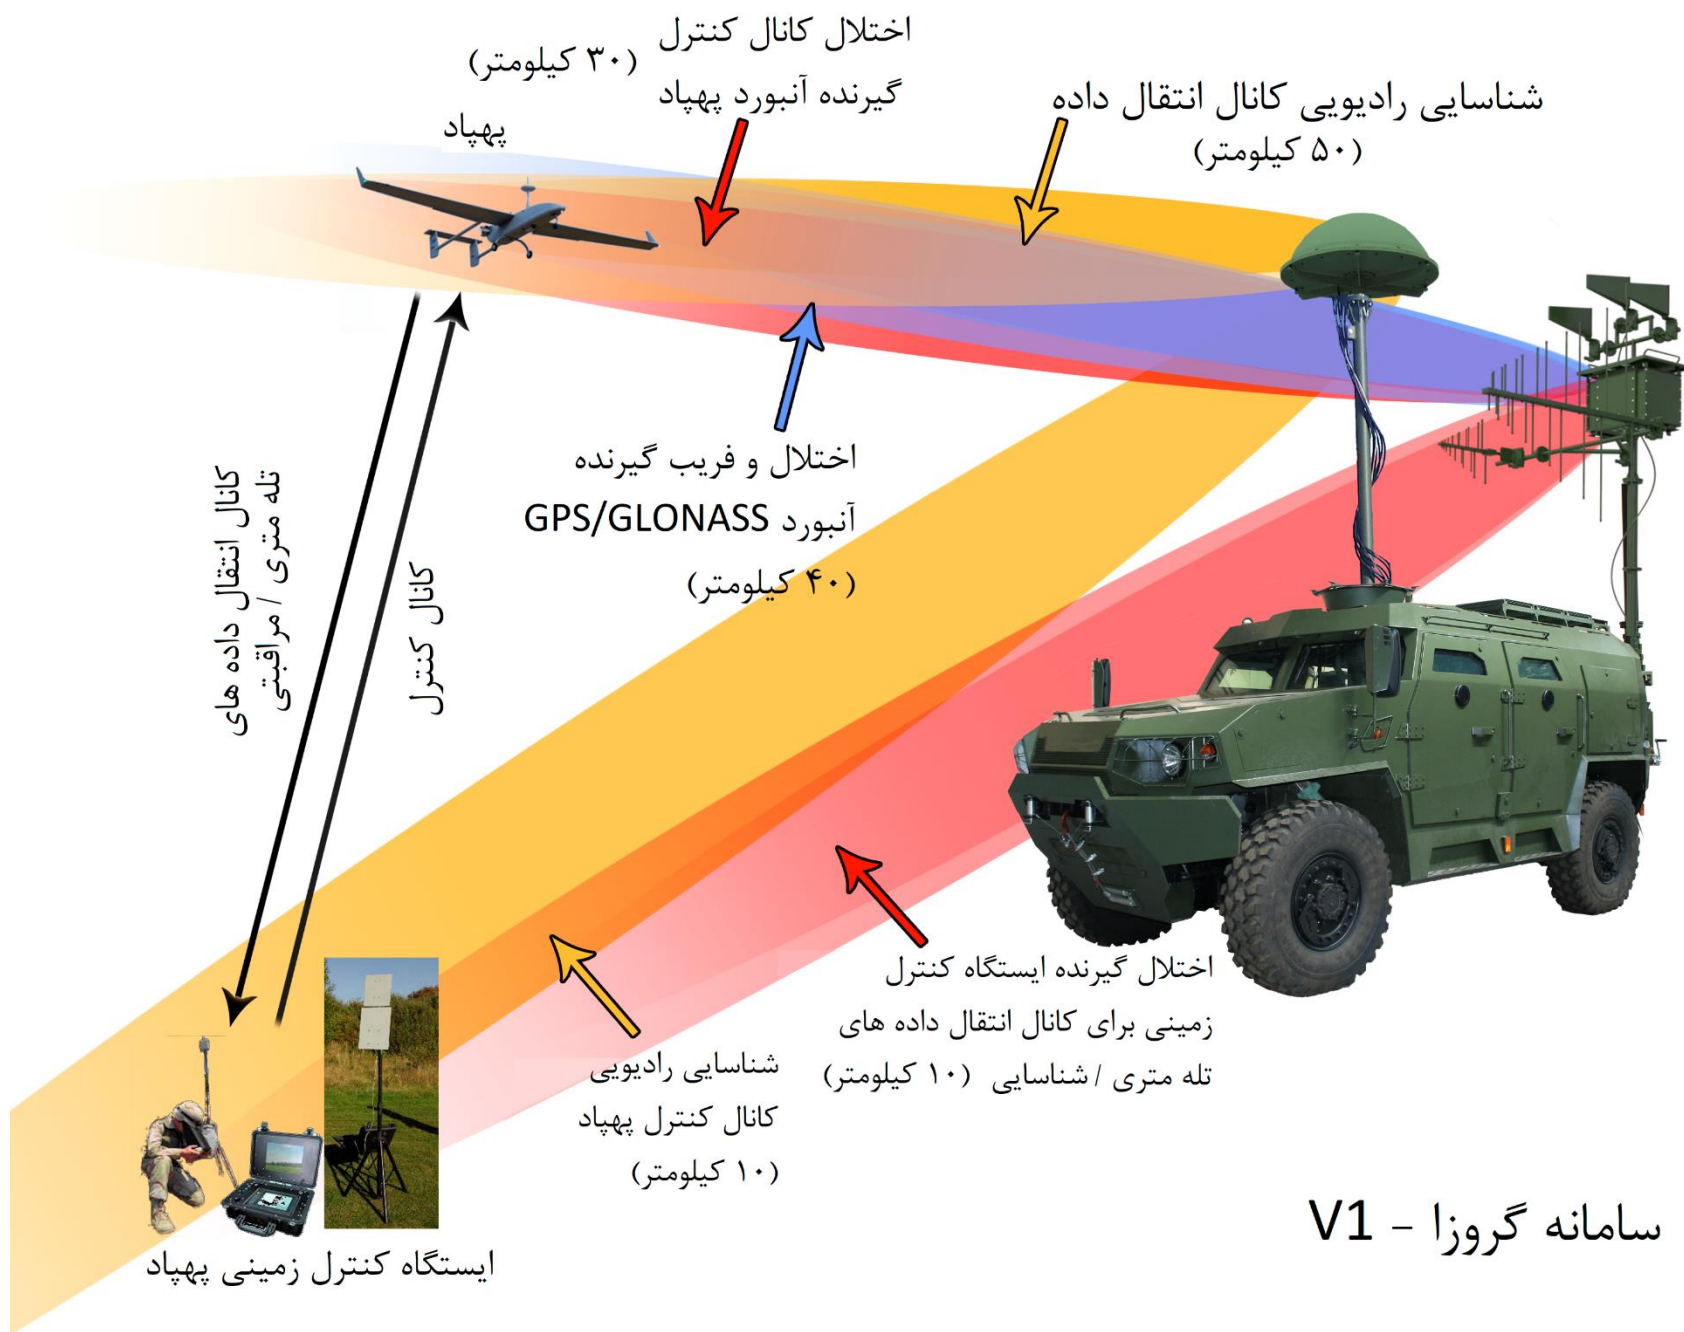 اختلال کانال کنترل
گیرنده آنبورد پهپاد
(۳۰ کیلومتر)
شناسایی رادیویی کانال انتقال داده
(۵۰ کیلومتر)
پهپاد
اختلال و فریب گیرنده
آنبورد GPS/GLONASS
(۴۰ کیلومتر)
کانال انتقال داده های
تله متری / مراقبتی
کانال کنترل
اختلال گیرنده ایستگاه کنترل
زمینی برای کانال انتقال داده های
تله متری / شناسایی (۱۰ کیلومتر)
شناسایی رادیویی
کانال کنترل پهپاد
(۱۰ کیلومتر)
ایستگاه کنترل زمینی پهپاد
سامانه گروزا - V1